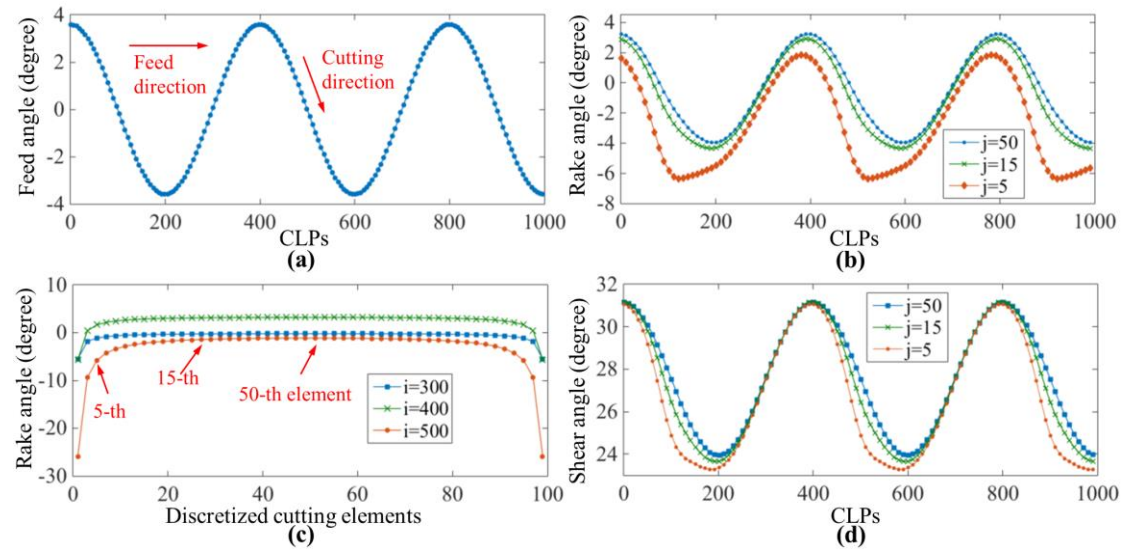 4
2
0
-2
-4
Feed angle (degree)
Feed
direction
Cutting
direction
0 200 400 600 800 1000
CLPs
(a)
4
2
0
-2
-4
-6
-8
Rake angle (degree)
j=50
j=15
j=5
0 200 400 600 800 1000
CLPs
(b)
10
0
-10
-20
-30
Rake angle (degree)
5-th
15-th
50-th element
i=300
i=400
i=500
0 20 40 60 80 100
Discretized cutting elements
(c)
32
30
28
26
24
22
Shear angle (degree)
j=50
j=15
j=5
0 200 400 600 800 1000
CLPs
(d)